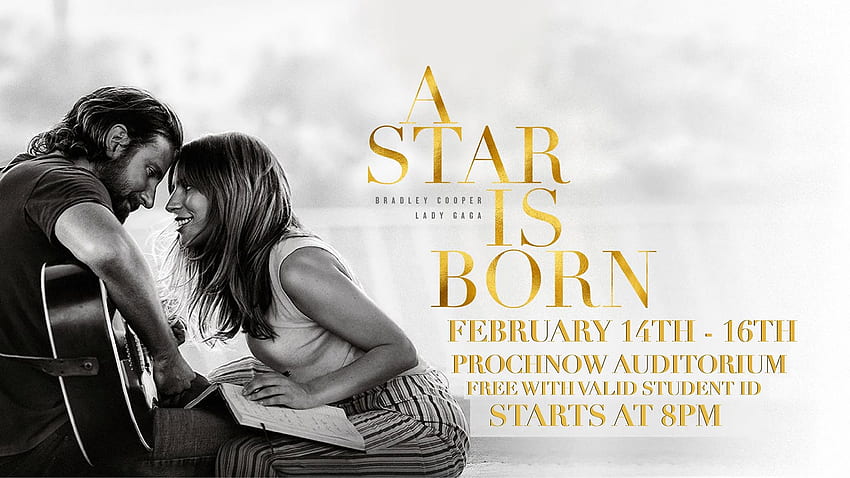 A
STAR
BRADLEY COOPER
LADY GAGA
IS
BORN
FEBRUARY 14TH - 16TH
PROCHNOW AUDITORIUM
FREE WITH VALID STUDENT ID
STARTS AT 8PM